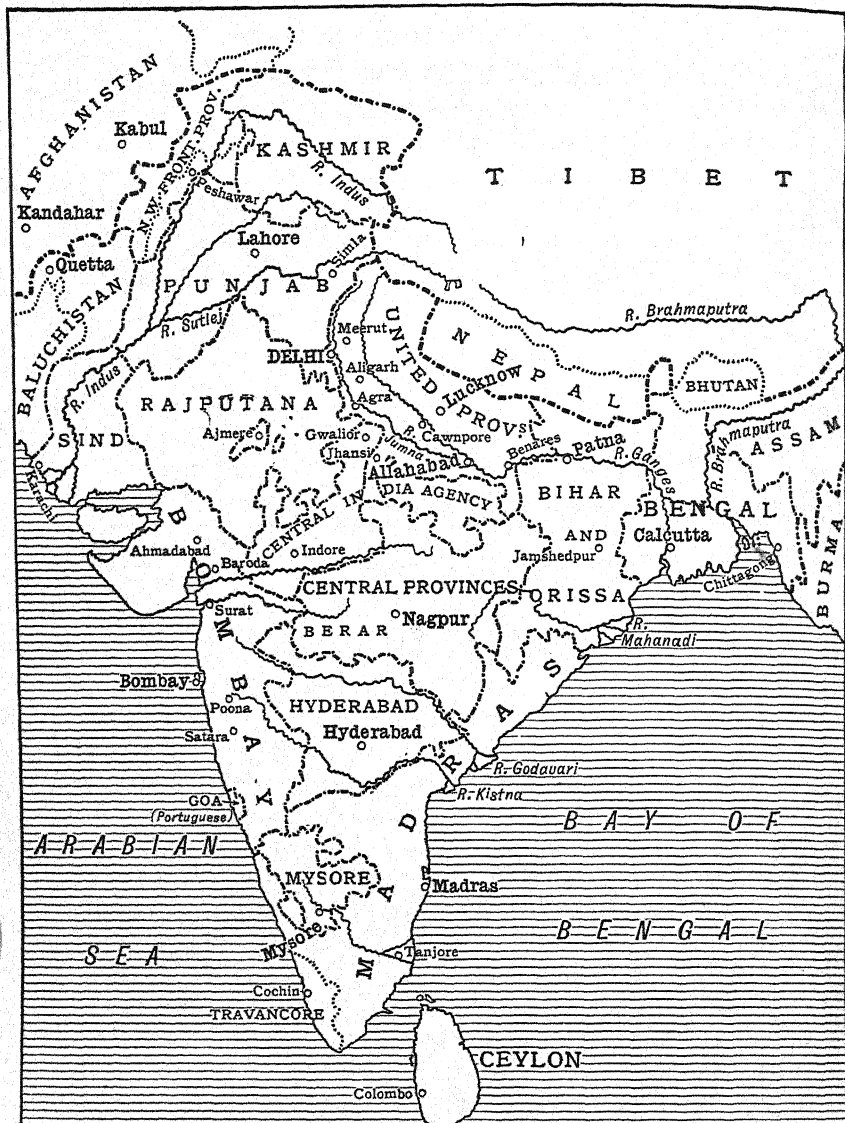 AFGHANISTAN
Kabul
N.W. FRONT PROV.
KASHMIR
R. Indus
TIBET
Peshawar
Kandahar
Lahore
Simla
Quetta
PUNJAB
BALUCHISTAN
R. Sutlej
R. Brahmaputra
Meerut
UNITED PROVS
NEPAL
DELHI
Aligarh
BHUTAN
R. Indus
Lucknow
RAJPUTANA
Agra
R. Jumna
Cawnpore
R. Brahmaputra
ASSAM
SIND
Ajmere
Gwalior
Jhansi
Benares
Patna
R. Ganges
Karachi
Allahabad
CENTRAL INDIA AGENCY
BIHAR AND ORISSA
BENGAL
Calcutta
Ahmadabad
Baroda
Indore
Jamshedpur
Chittagong
BURMA
BOMBAY
CENTRAL PROVINCES
Surat
Nagpur
BERAR
R. Mahanadi
Bombay
HYDERABAD
Poona
Hyderabad
Satara
MADRAS
R. Godavari
R. Kistna
GOA
(Portuguese)
BAY OF
BENGAL
ARABIAN
SEA
MYSORE
Madras
Mysore
Tanjore
Cochin
TRAVANCORE
CEYLON
Colombo